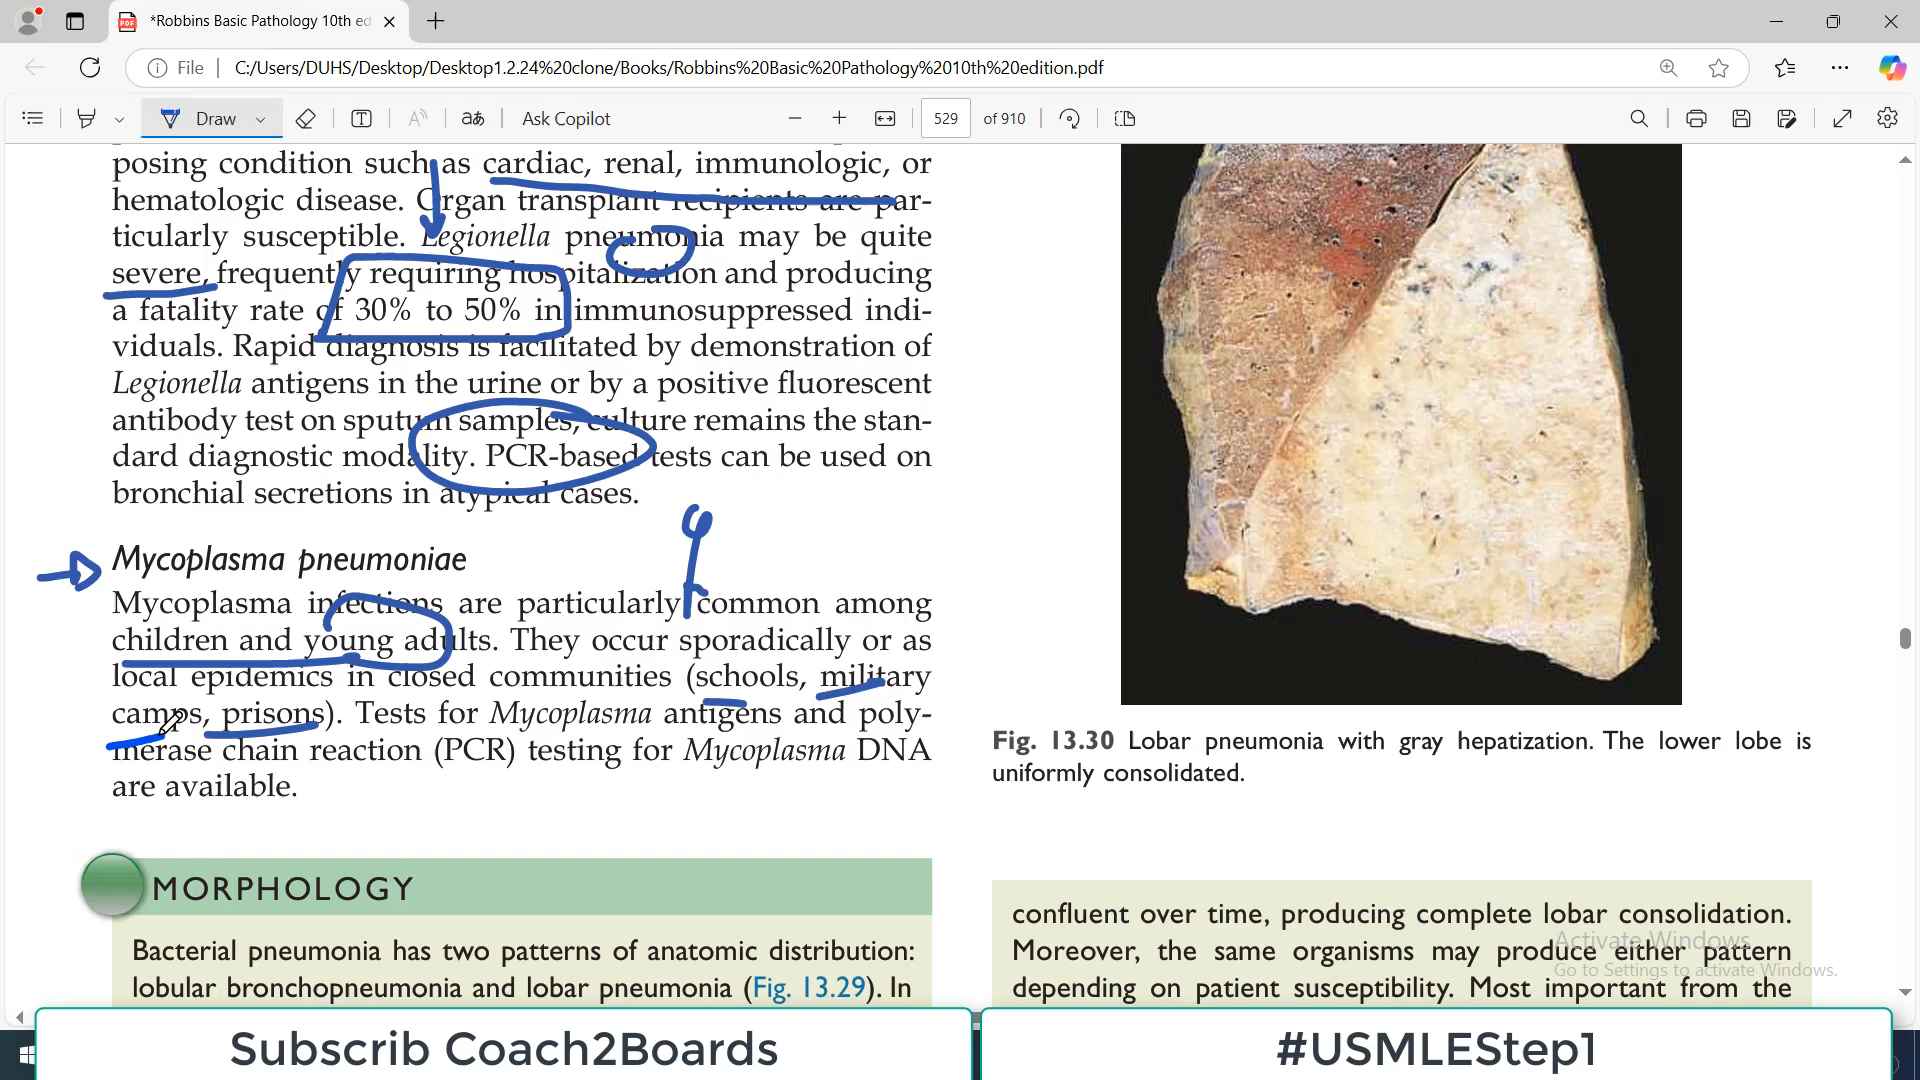 *Robbins Basic Pathology 10th ed
File
C:/Users/DUHS/Desktop/Desktop1.2.24%20clone/Books/Robbins%20Basic%20Pathology%2010th%20edition.pdf
Draw
Ask Copilot
529 of 910
posing condition such as cardiac, renal, immunologic, or
hematologic disease. Organ transplant recipients are par-
ticularly susceptible. Legionella pneumonia may be quite
severe, frequently requiring hospitalization and producing
a fatality rate of 30% to 50% in immunosuppressed indi-
viduals. Rapid diagnosis is facilitated by demonstration of
Legionella antigens in the urine or by a positive fluorescent
antibody test on sputum samples; culture remains the stan-
dard diagnostic modality. PCR-based tests can be used on
bronchial secretions in atypical cases.
Mycoplasma pneumoniae
Mycoplasma infections are particularly common among
children and young adults. They occur sporadically or as
local epidemics in closed communities (schools, military
camps, prisons). Tests for Mycoplasma antigens and poly-
merase chain reaction (PCR) testing for Mycoplasma DNA
are available.
MORPHOLOGY
Bacterial pneumonia has two patterns of anatomic distribution:
lobular bronchopneumonia and lobar pneumonia (Fig. 13.29). In
Fig. 13.30 Lobar pneumonia with gray hepatization. The lower lobe is
uniformly consolidated.
confluent over time, producing complete lobar consolidation.
Moreover, the same organisms may produce either pattern
depending on patient susceptibility. Most important from the
Activate Windows
Go to Settings to activate Windows.
Subscrib Coach2Boards
#USMLEStep1